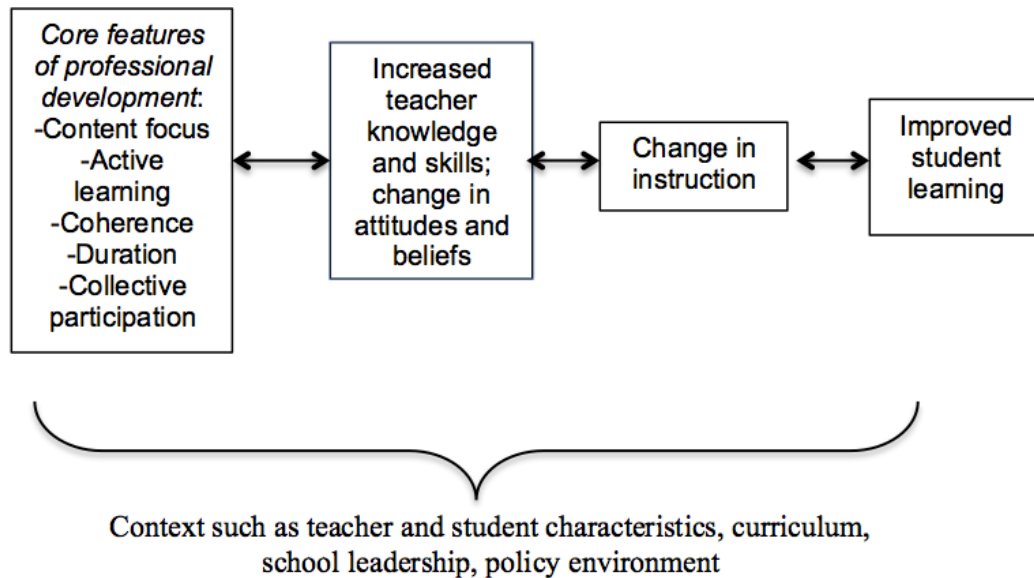 Core features
of professional
development:
-Content focus
-Active
learning
-Coherence
-Duration
-Collective
participation
Increased
teacher
knowledge
and skills;
change in
attitudes and
beliefs
Change in
instruction
Improved
student
learning
Context such as teacher and student characteristics, curriculum,
school leadership, policy environment